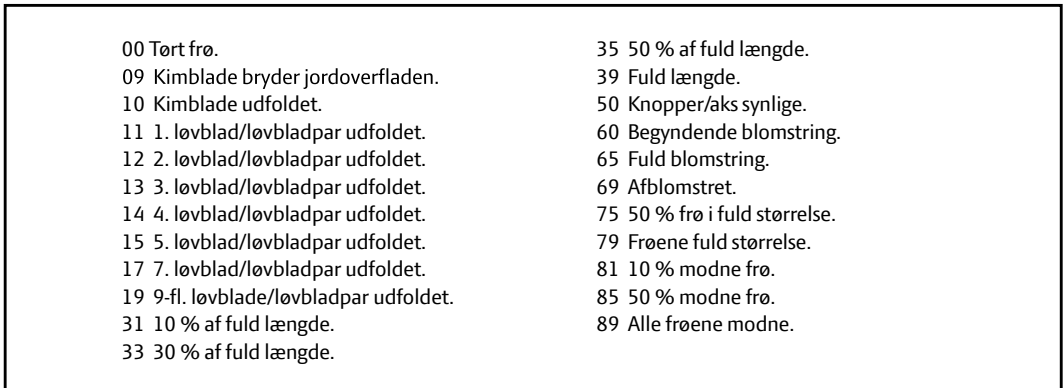 00 Tørt frø.
09 Kimblade bryder jordoverfladen.
10 Kimblade udfoldet.
11 1. løvblad/løvbladpar udfoldet.
12 2. løvblad/løvbladpar udfoldet.
13 3. løvblad/løvbladpar udfoldet.
14 4. løvblad/løvbladpar udfoldet.
15 5. løvblad/løvbladpar udfoldet.
17 7. løvblad/løvbladpar udfoldet.
19 9-fl. løvblade/løvbladpar udfoldet.
31 10 % af fuld længde.
33 30 % af fuld længde.
35 50 % af fuld længde.
39 Fuld længde.
50 Knopper/aks synlige.
60 Begyndende blomstring.
65 Fuld blomstring.
69 Afblomstret.
75 50 % frø i fuld størrelse.
79 Frøene fuld størrelse.
81 10 % modne frø.
85 50 % modne frø.
89 Alle frøene modne.